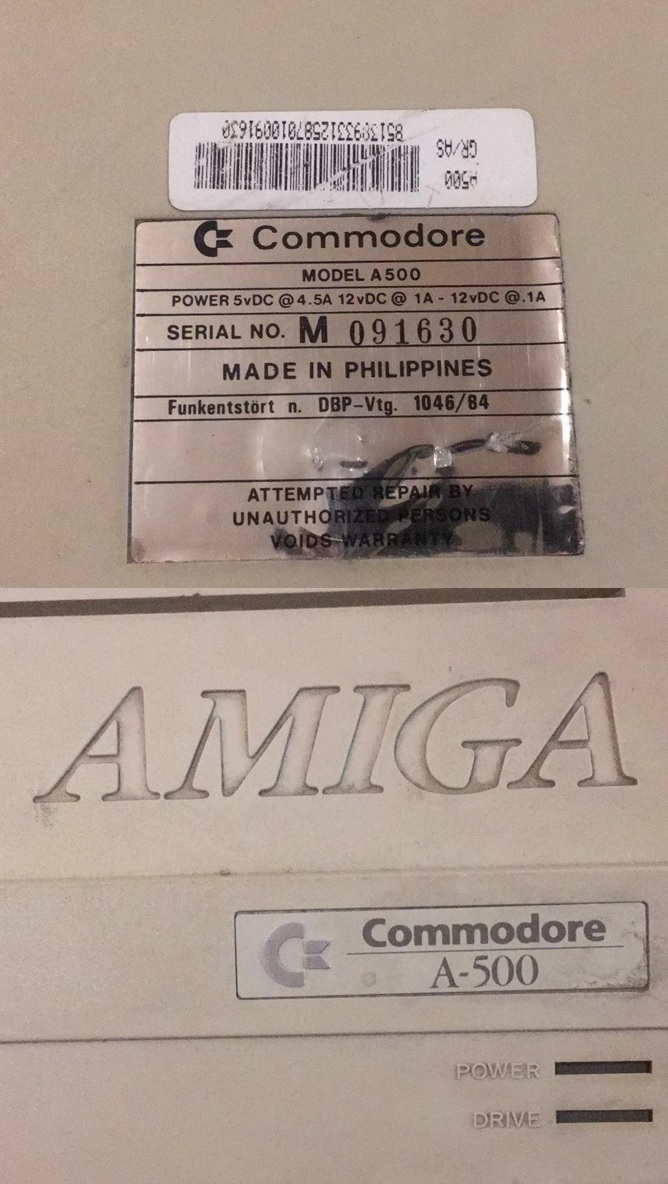 A500
GR/AS
Commodore
MODEL A500
POWER 5vDC @ 4.5A 12vDC @ 1A - 12vDC @.1A
SERIAL NO. M 091630
MADE IN PHILIPPINES
Funkentstört n. DBP-Vtg. 1046/84
ATTEMPTED REPAIR BY
UNAUTHORIZED PERSONS
VOIDS WARRANTY
AMIGA
Commodore
A-500
POWER
DRIVE